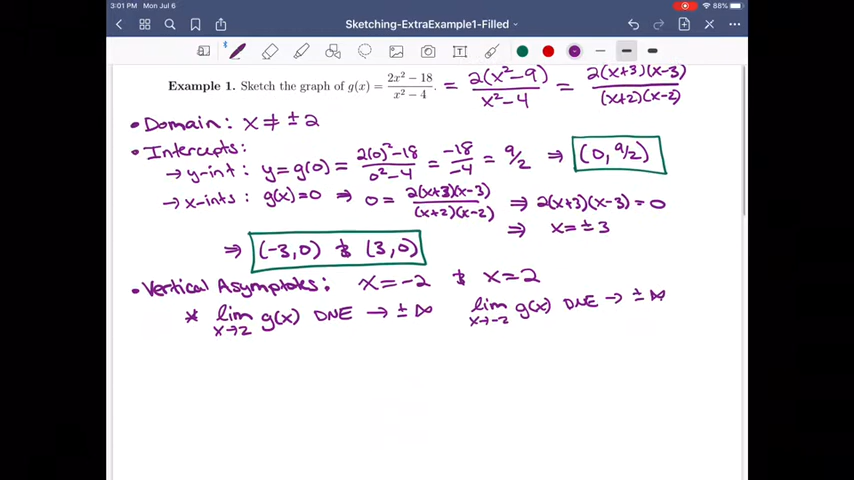 3:01 PM Mon Jul 6
88%
Sketching-ExtraExample1-Filled
Example 1. Sketch the graph of g(x) = (2x² − 18)/(x² − 4). = 2(x²−9)/(x²−4) = 2(x+3)(x−3)/((x+2)(x−2))
• Domain: x ≠ ±2
• Intercepts:
→ y-int: y = g(0) = (2(0)²−18)/(0²−4) = −18/−4 = 9/2 ⇒ (0, 9/2)
→ x-ints: g(x)=0 ⇒ 0 = 2(x+3)(x−3)/((x+2)(x−2)) ⇒ 2(x+3)(x−3) = 0
⇒ x = ±3
⇒ (−3,0) & (3,0)
• Vertical Asymptotes: x = −2 & x = 2
* lim x→2 g(x) DNE → ±∞ lim x→−2 g(x) DNE → ±∞